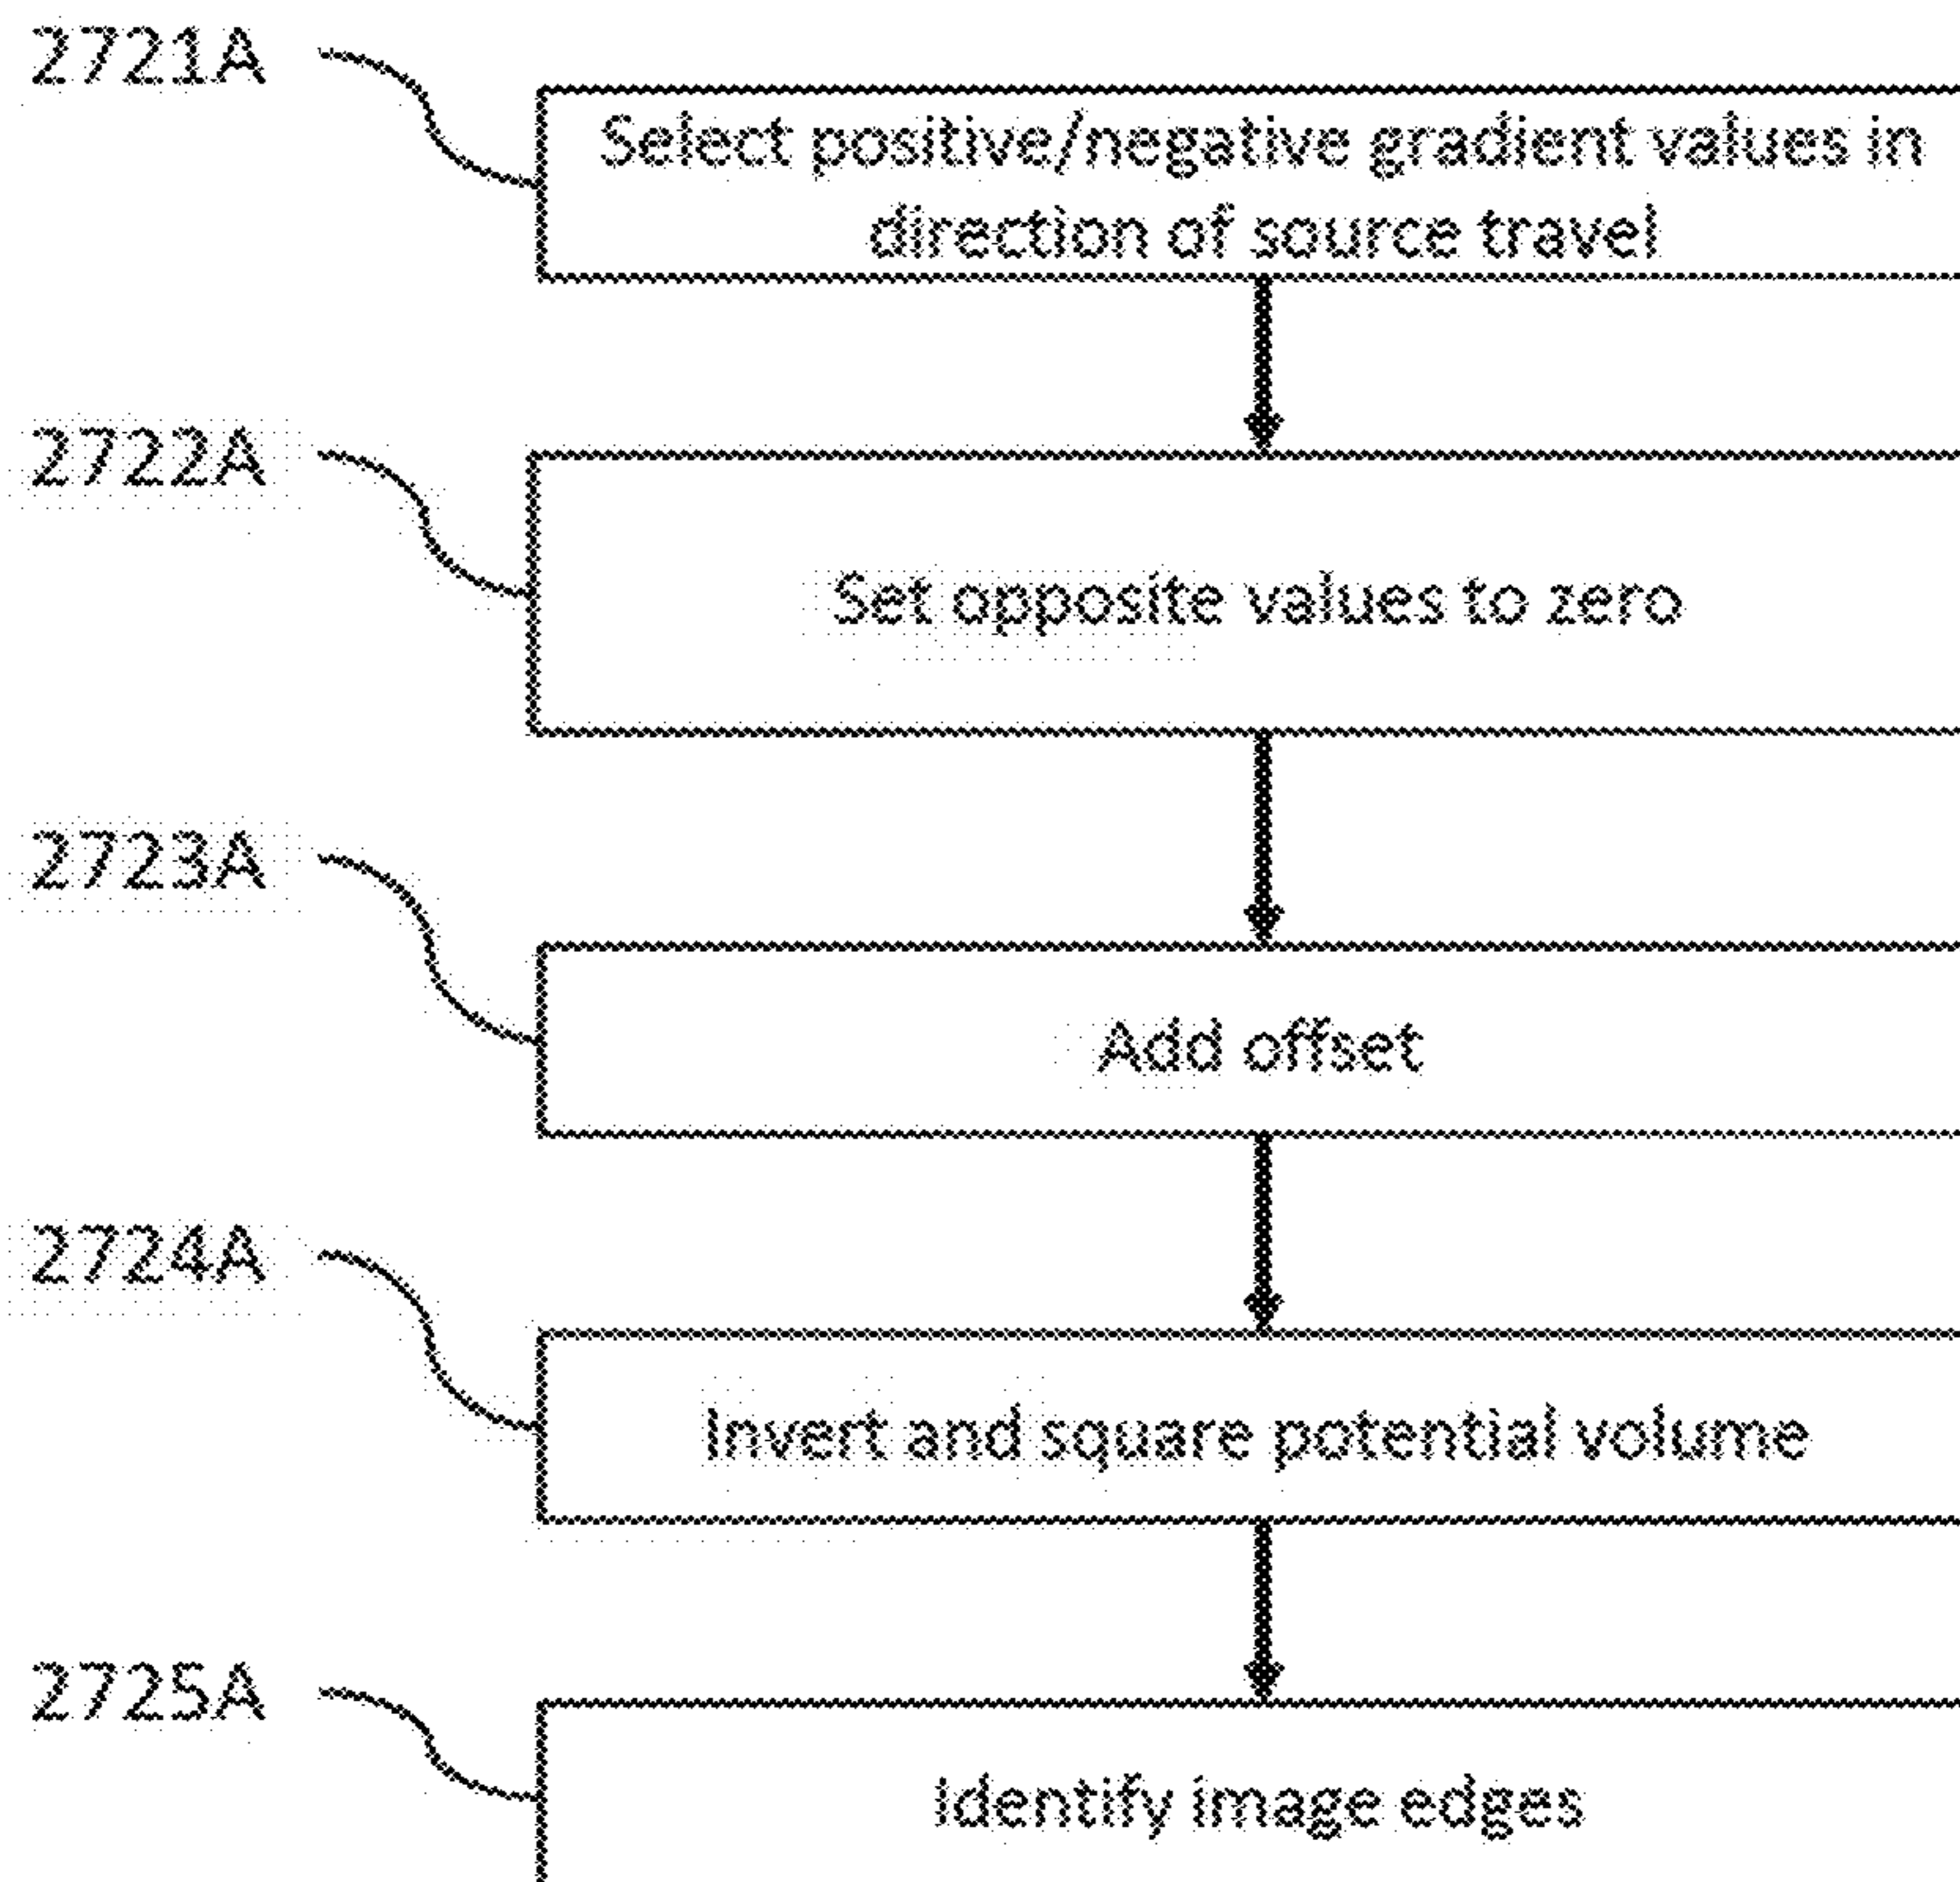 2721A
Select positive/negative gradient values in
direction of source travel
2722A
Set opposite values to zero
2723A
Add offset
2724A
Invert and square potential volume
2725A
Identify image edges